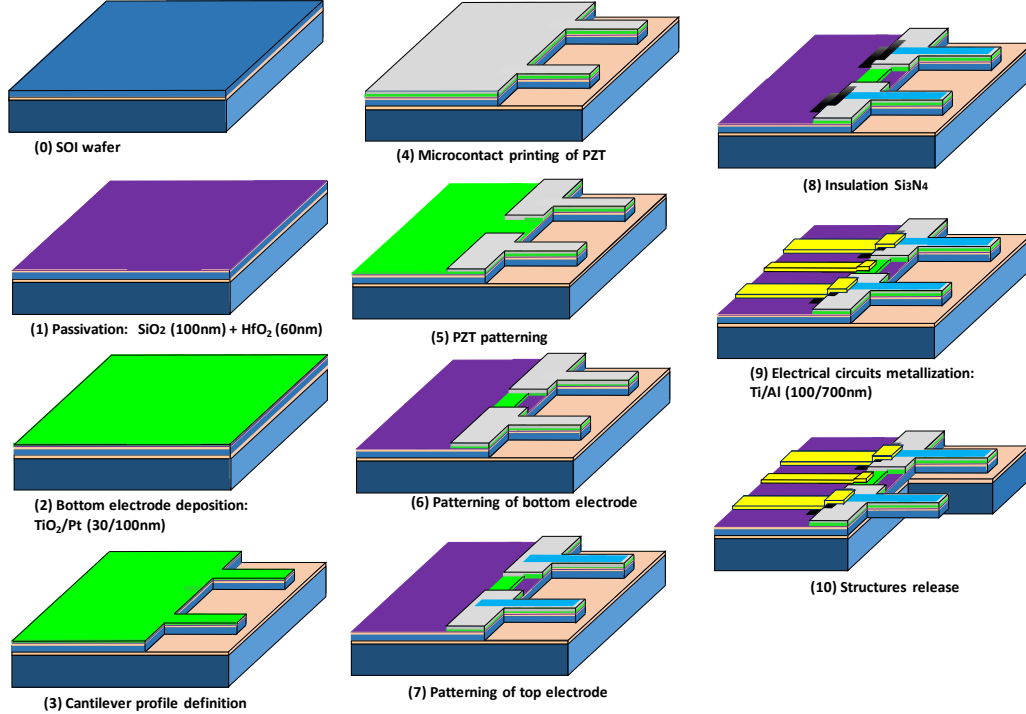 (0) SOI wafer
(1) Passivation: SiO2 (100nm) + HfO2 (60nm)
(2) Bottom electrode deposition:
TiO2/Pt (30/100nm)
(3) Cantilever profile definition
(4) Microcontact printing of PZT
(5) PZT patterning
(6) Patterning of bottom electrode
(7) Patterning of top electrode
(8) Insulation Si3N4
(9) Electrical circuits metallization:
Ti/Al (100/700nm)
(10) Structures release